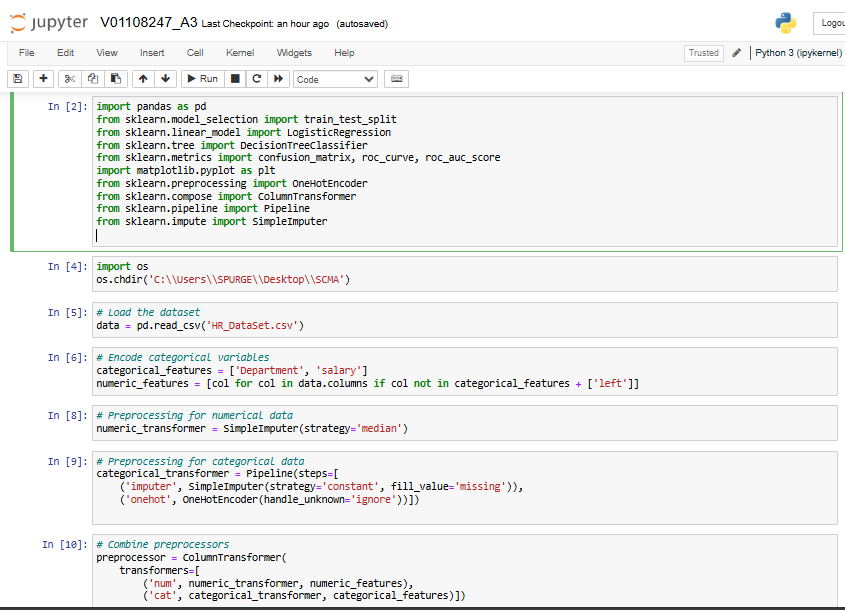 jupyter V01108247_A3 Last Checkpoint: an hour ago (autosaved)
Logou
File Edit View Insert Cell Kernel Widgets Help Trusted Python 3 (ipykernel)
Run Code
In [2]: import pandas as pd
from sklearn.model_selection import train_test_split
from sklearn.linear_model import LogisticRegression
from sklearn.tree import DecisionTreeClassifier
from sklearn.metrics import confusion_matrix, roc_curve, roc_auc_score
import matplotlib.pyplot as plt
from sklearn.preprocessing import OneHotEncoder
from sklearn.compose import ColumnTransformer
from sklearn.pipeline import Pipeline
from sklearn.impute import SimpleImputer
In [4]: import os
os.chdir('C:\\Users\\SPURGE\\Desktop\\SCMA')
In [5]: # Load the dataset
data = pd.read_csv('HR_DataSet.csv')
In [6]: # Encode categorical variables
categorical_features = ['Department', 'salary']
numeric_features = [col for col in data.columns if col not in categorical_features + ['left']]
In [8]: # Preprocessing for numerical data
numeric_transformer = SimpleImputer(strategy='median')
In [9]: # Preprocessing for categorical data
categorical_transformer = Pipeline(steps=[
('imputer', SimpleImputer(strategy='constant', fill_value='missing')),
('onehot', OneHotEncoder(handle_unknown='ignore'))])
In [10]: # Combine preprocessors
preprocessor = ColumnTransformer(
transformers=[
('num', numeric_transformer, numeric_features),
('cat', categorical_transformer, categorical_features)])